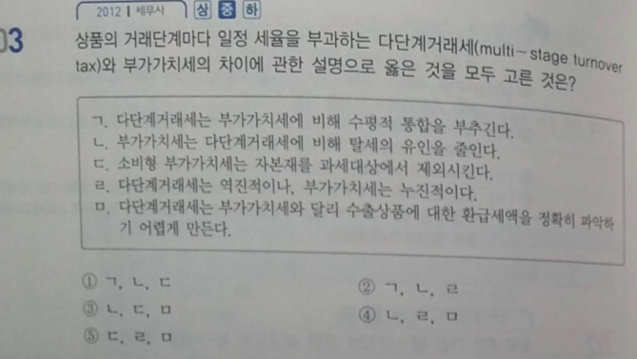 2012 | 세무사 상 중 하
03 상품의 거래단계마다 일정 세율을 부과하는 다단계거래세(multi-stage turnover
tax)와 부가가치세의 차이에 관한 설명으로 옳은 것을 모두 고른 것은?
ㄱ. 다단계거래세는 부가가치세에 비해 수평적 통합을 부추긴다.
ㄴ. 부가가치세는 다단계거래세에 비해 탈세의 유인을 줄인다.
ㄷ. 소비형 부가가치세는 자본재를 과세대상에서 제외시킨다.
ㄹ. 다단계거래세는 역진적이나, 부가가치세는 누진적이다.
ㅁ. 다단계거래세는 부가가치세와 달리 수출상품에 대한 환급세액을 정확히 파악하
기 어렵게 만든다.
① ㄱ, ㄴ, ㄷ ② ㄱ, ㄴ, ㄹ
③ ㄴ, ㄷ, ㅁ ④ ㄴ, ㄹ, ㅁ
⑤ ㄷ, ㄹ, ㅁ